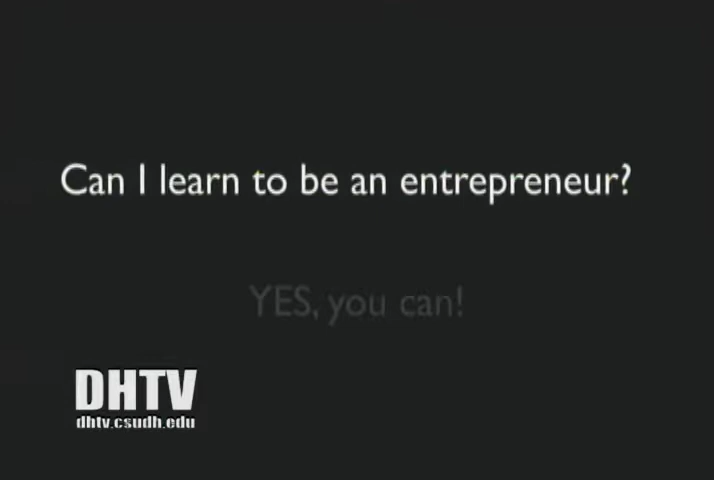 Can I learn to be an entrepreneur?
YES, you can!
DHTV
dhtv.csudh.edu